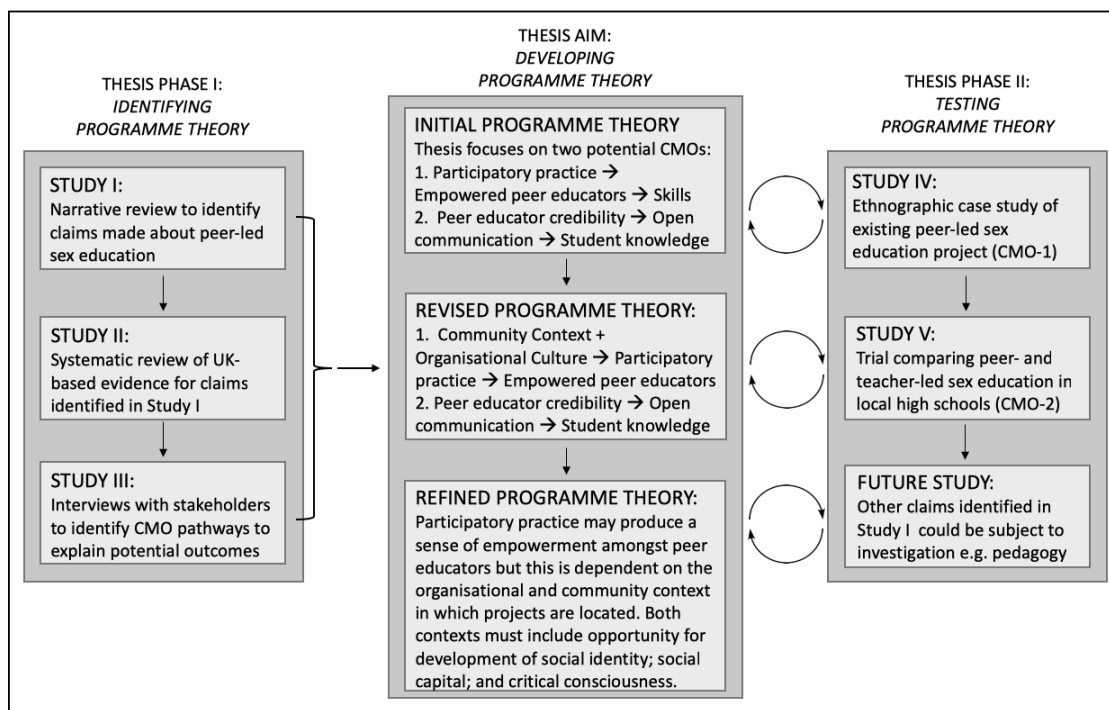 THESIS PHASE I:
IDENTIFYING
PROGRAMME THEORY
STUDY I:
Narrative review to identify
claims made about peer-led
sex education
STUDY II:
Systematic review of UK-
based evidence for claims
identified in Study I
STUDY III:
Interviews with stakeholders
to identify CMO pathways to
explain potential outcomes
THESIS AIM:
DEVELOPING
PROGRAMME THEORY
INITIAL PROGRAMME THEORY
Thesis focuses on two potential CMOs:
1. Participatory practice →
Empowered peer educators → Skills
2. Peer educator credibility → Open
communication → Student knowledge
REVISED PROGRAMME THEORY:
1. Community Context +
Organisational Culture → Participatory
practice → Empowered peer educators
2. Peer educator credibility → Open
communication → Student knowledge
REFINED PROGRAMME THEORY:
Participatory practice may produce a
sense of empowerment amongst peer
educators but this is dependent on the
organisational and community context
in which projects are located. Both
contexts must include opportunity for
development of social identity; social
capital; and critical consciousness.
THESIS PHASE II:
TESTING
PROGRAMME THEORY
STUDY IV:
Ethnographic case study of
existing peer-led sex
education project (CMO-1)
STUDY V:
Trial comparing peer- and
teacher-led sex education in
local high schools (CMO-2)
FUTURE STUDY:
Other claims identified in
Study I could be subject to
investigation e.g. pedagogy